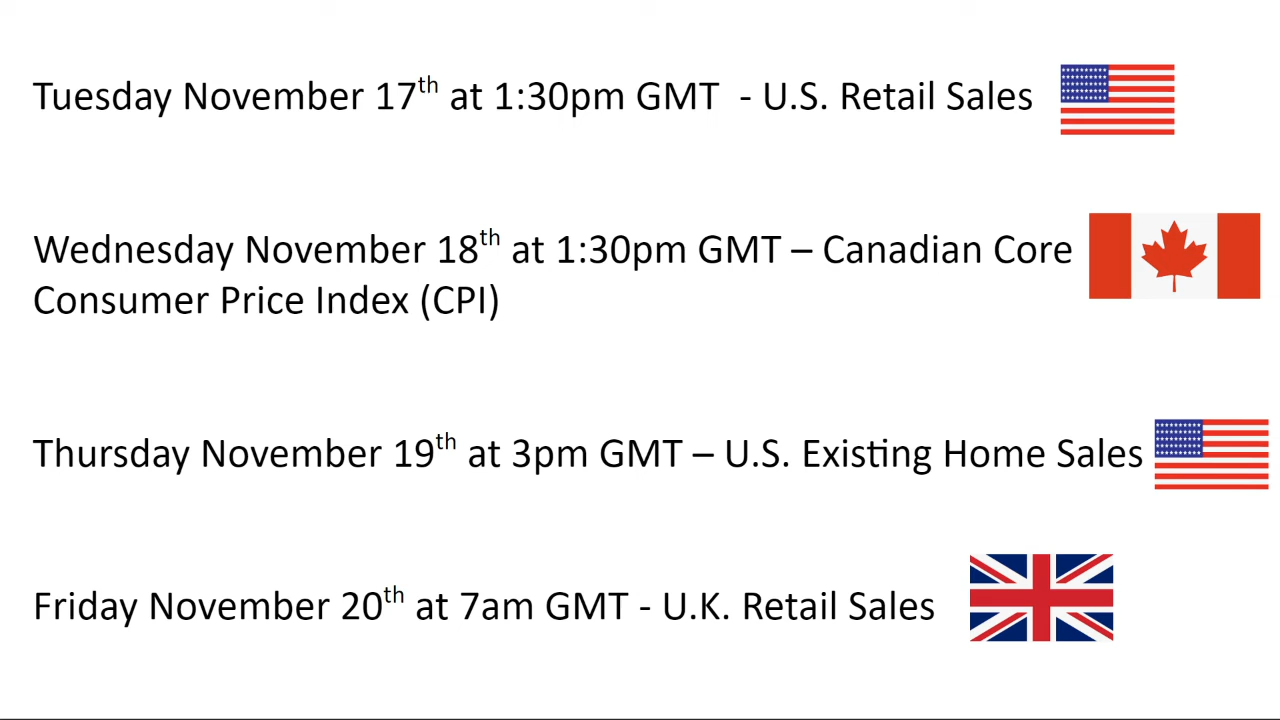 Tuesday November 17th at 1:30pm GMT  - U.S. Retail Sales
Wednesday November 18th at 1:30pm GMT – Canadian Core
Consumer Price Index (CPI)
Thursday November 19th at 3pm GMT – U.S. Existing Home Sales
Friday November 20th at 7am GMT - U.K. Retail Sales